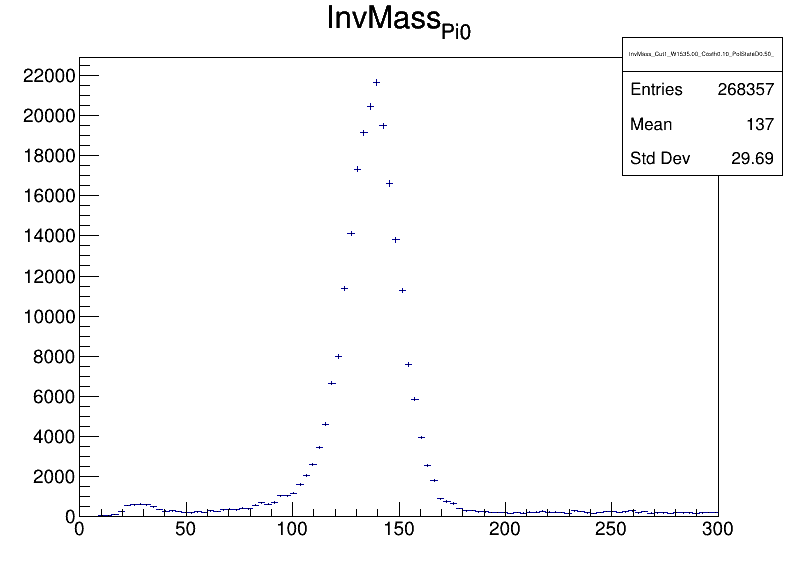 InvMass_Pi0
InvMass_Cut1_W1535.00_Costh0.10_PolStateD0.50_
Entries 268357
Mean 137
Std Dev 29.69
22000
20000
18000
16000
14000
12000
10000
8000
6000
4000
2000
0
0 50 100 150 200 250 300